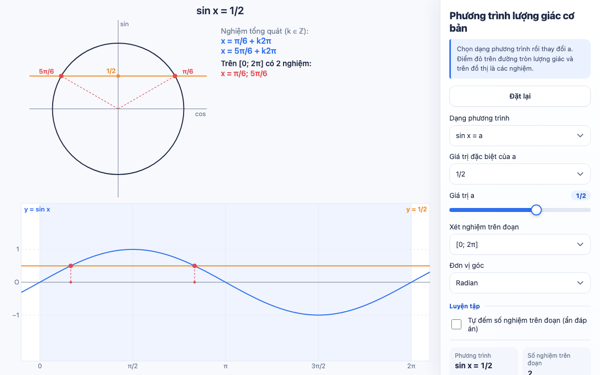 sin x = 1/2
sin
Nghiệm tổng quát (k ∈ ℤ):
x = π/6 + k2π
x = 5π/6 + k2π
Trên [0; 2π] có 2 nghiệm:
x = π/6; 5π/6
5π/6
1/2
π/6
cos
y = sin x
y = 1/2
1
0
−1
0
π/2
π
3π/2
2π
Phương trình lượng giác cơ
bản
Chọn dạng phương trình rồi thay đổi a.
Điểm đỏ trên đường tròn lượng giác và
trên đồ thị là các nghiệm.
Đặt lại
Dạng phương trình
sin x = a
Giá trị đặc biệt của a
1/2
Giá trị a
1/2
Xét nghiệm trên đoạn
[0; 2π]
Đơn vị góc
Radian
Luyện tập
Tự đếm số nghiệm trên đoạn (ẩn đáp
án)
Phương trình
sin x = 1/2
Số nghiệm trên
đoạn
2